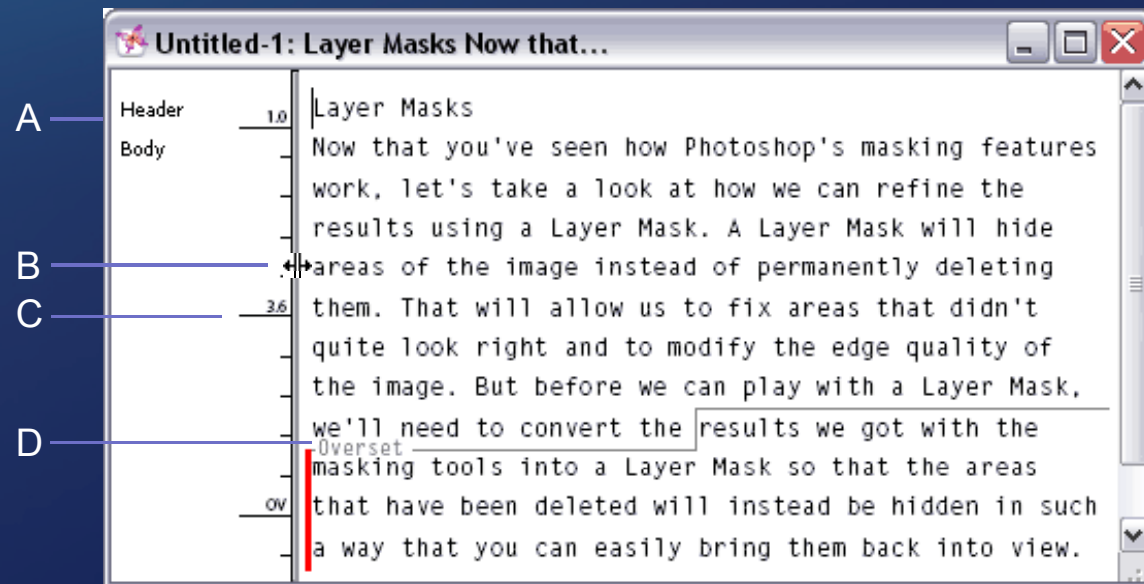 Untitled-1: Layer Masks Now that...
A
Header
1.0
Layer Masks
Body
Now that you've seen how Photoshop's masking features
work, let's take a look at how we can refine the
results using a Layer Mask. A Layer Mask will hide
B
areas of the image instead of permanently deleting
C
3.6
them. That will allow us to fix areas that didn't
quite look right and to modify the edge quality of
the image. But before we can play with a Layer Mask,
D
we'll need to convert the results we got with the
Overset
masking tools into a Layer Mask so that the areas
OV
that have been deleted will instead be hidden in such
a way that you can easily bring them back into view.